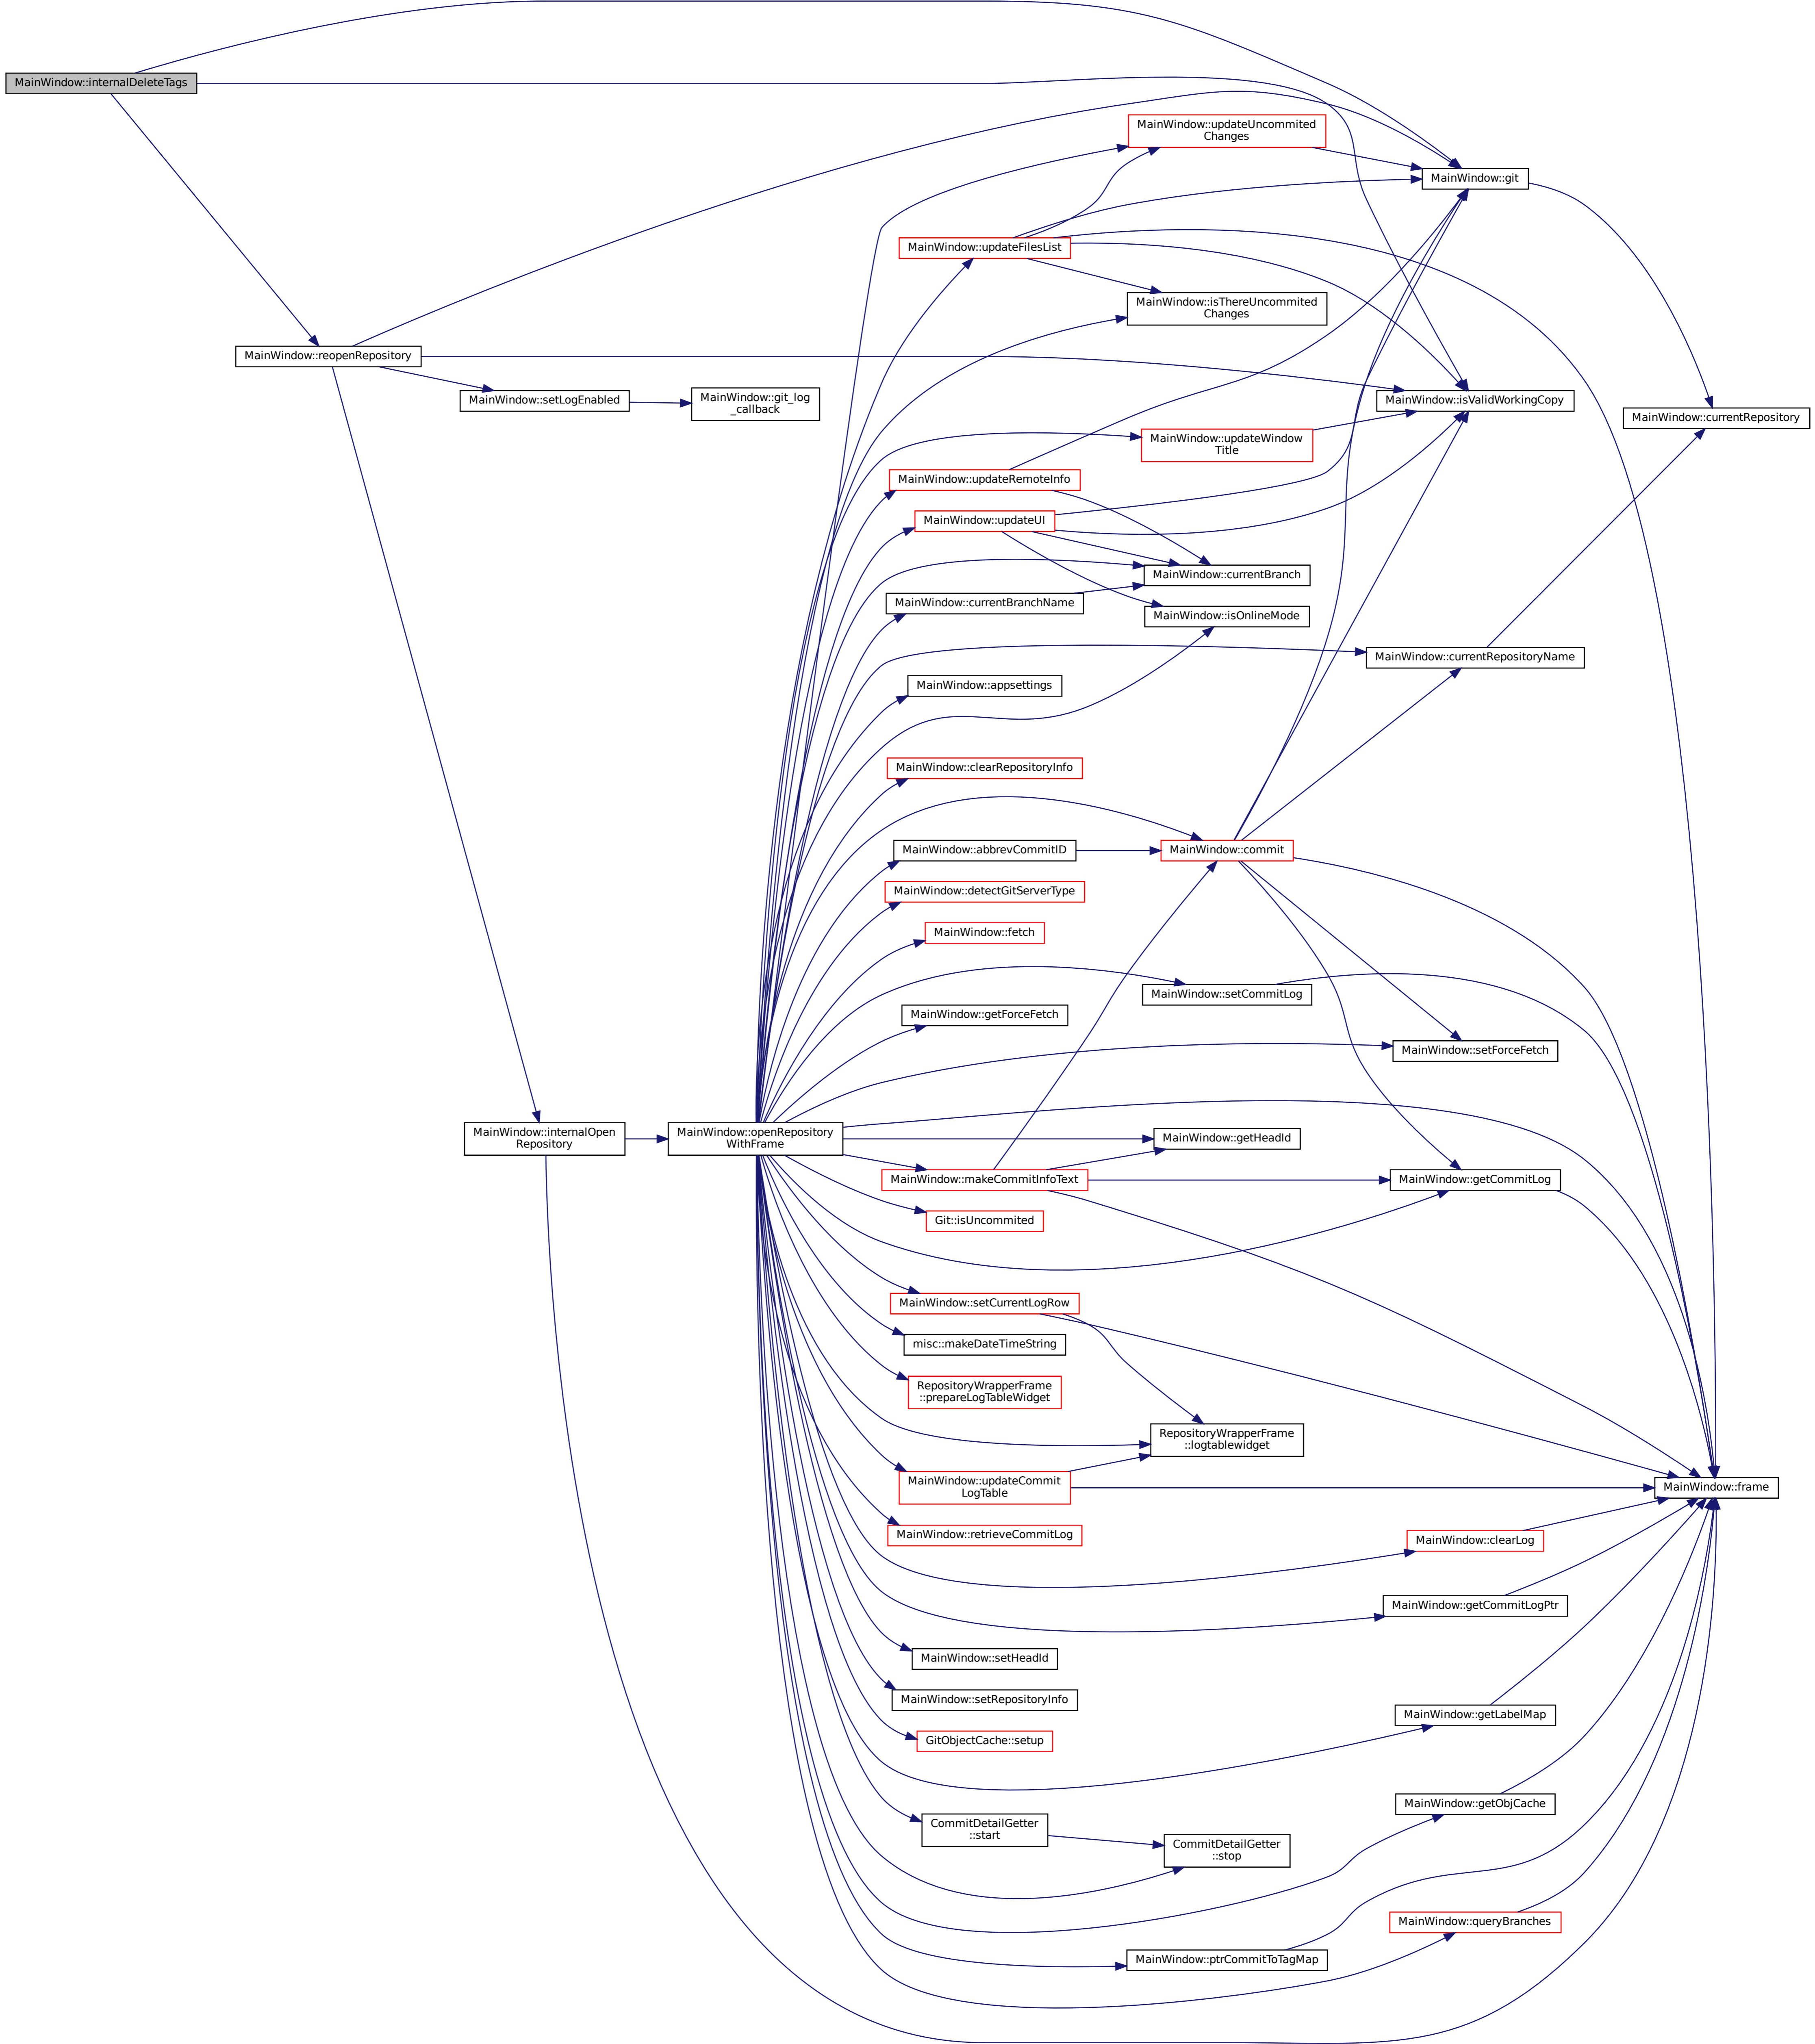 MainWindow::internalDeleteTags
MainWindow::updateUncommited
Changes
MainWindow::git
MainWindow::updateFilesList
MainWindow::isThereUncommited
Changes
MainWindow::reopenRepository
MainWindow::setLogEnabled
MainWindow::git_log
_callback
MainWindow::isValidWorkingCopy
MainWindow::currentRepository
MainWindow::updateWindow
Title
MainWindow::updateRemoteInfo
MainWindow::updateUI
MainWindow::currentBranch
MainWindow::currentBranchName
MainWindow::isOnlineMode
MainWindow::currentRepositoryName
MainWindow::appsettings
MainWindow::clearRepositoryInfo
MainWindow::abbrevCommitID
MainWindow::commit
MainWindow::detectGitServerType
MainWindow::fetch
MainWindow::setCommitLog
MainWindow::getForceFetch
MainWindow::setForceFetch
MainWindow::internalOpen
Repository
MainWindow::openRepository
WithFrame
MainWindow::getHeadId
MainWindow::makeCommitInfoText
MainWindow::getCommitLog
Git::isUncommited
MainWindow::setCurrentLogRow
misc::makeDateTimeString
RepositoryWrapperFrame
::prepareLogTableWidget
RepositoryWrapperFrame
::logtablewidget
MainWindow::updateCommit
LogTable
MainWindow::frame
MainWindow::retrieveCommitLog
MainWindow::clearLog
MainWindow::getCommitLogPtr
MainWindow::setHeadId
MainWindow::setRepositoryInfo
MainWindow::getLabelMap
GitObjectCache::setup
MainWindow::getObjCache
CommitDetailGetter
::start
CommitDetailGetter
::stop
MainWindow::queryBranches
MainWindow::ptrCommitToTagMap